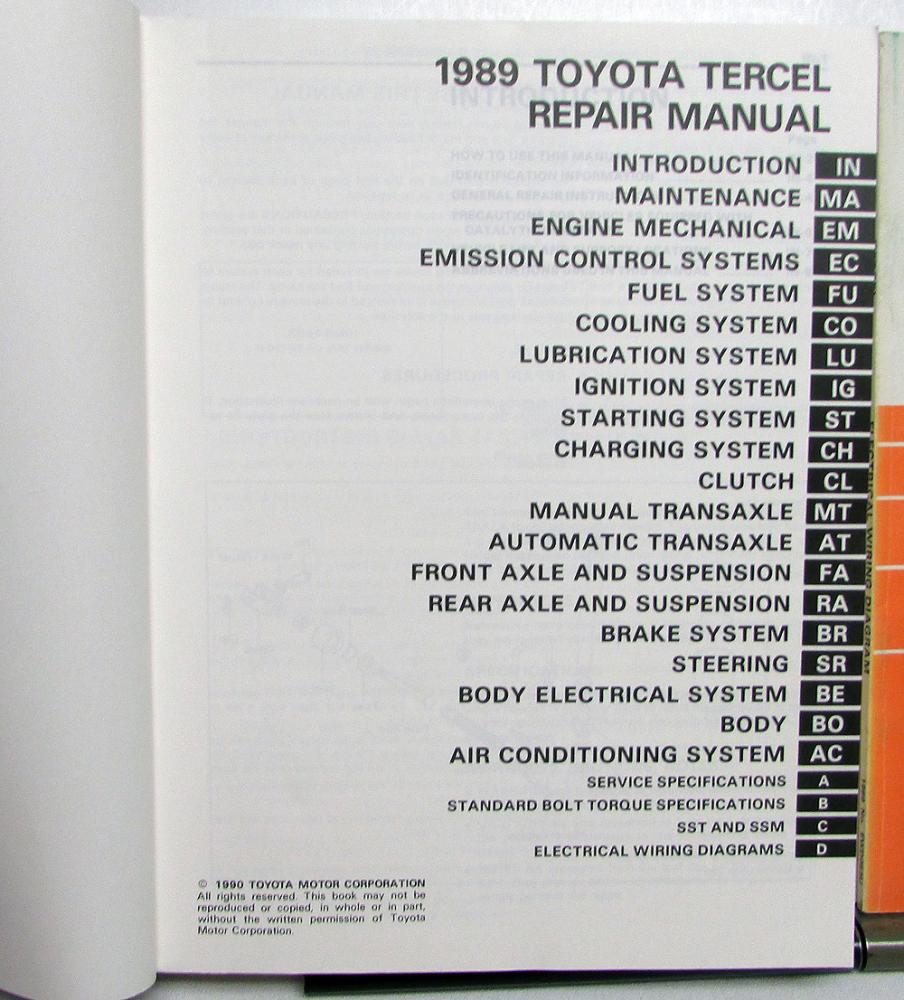 1989 TOYOTA TERCEL
REPAIR MANUAL
INTRODUCTION IN
MAINTENANCE MA
ENGINE MECHANICAL EM
EMISSION CONTROL SYSTEMS EC
FUEL SYSTEM FU
COOLING SYSTEM CO
LUBRICATION SYSTEM LU
IGNITION SYSTEM IG
STARTING SYSTEM ST
CHARGING SYSTEM CH
CLUTCH CL
MANUAL TRANSAXLE MT
AUTOMATIC TRANSAXLE AT
FRONT AXLE AND SUSPENSION FA
REAR AXLE AND SUSPENSION RA
BRAKE SYSTEM BR
STEERING SR
BODY ELECTRICAL SYSTEM BE
BODY BO
AIR CONDITIONING SYSTEM AC
SERVICE SPECIFICATIONS A
STANDARD BOLT TORQUE SPECIFICATIONS B
SST AND SSM C
ELECTRICAL WIRING DIAGRAMS D
© 1990 TOYOTA MOTOR CORPORATION
All rights reserved. This book may not be
reproduced or copied, in whole or in part,
without the written permission of Toyota
Motor Corporation.
ELECTRICAL WIRING DIAGRAM